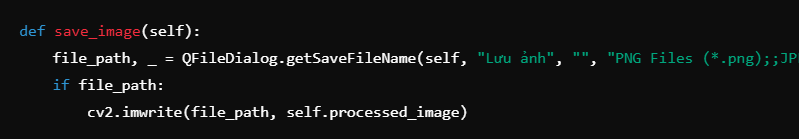 def save_image(self):
file_path, _ = QFileDialog.getSaveFileName(self, "Lưu ảnh", "", "PNG Files (*.png);;JP
if file_path:
cv2.imwrite(file_path, self.processed_image)